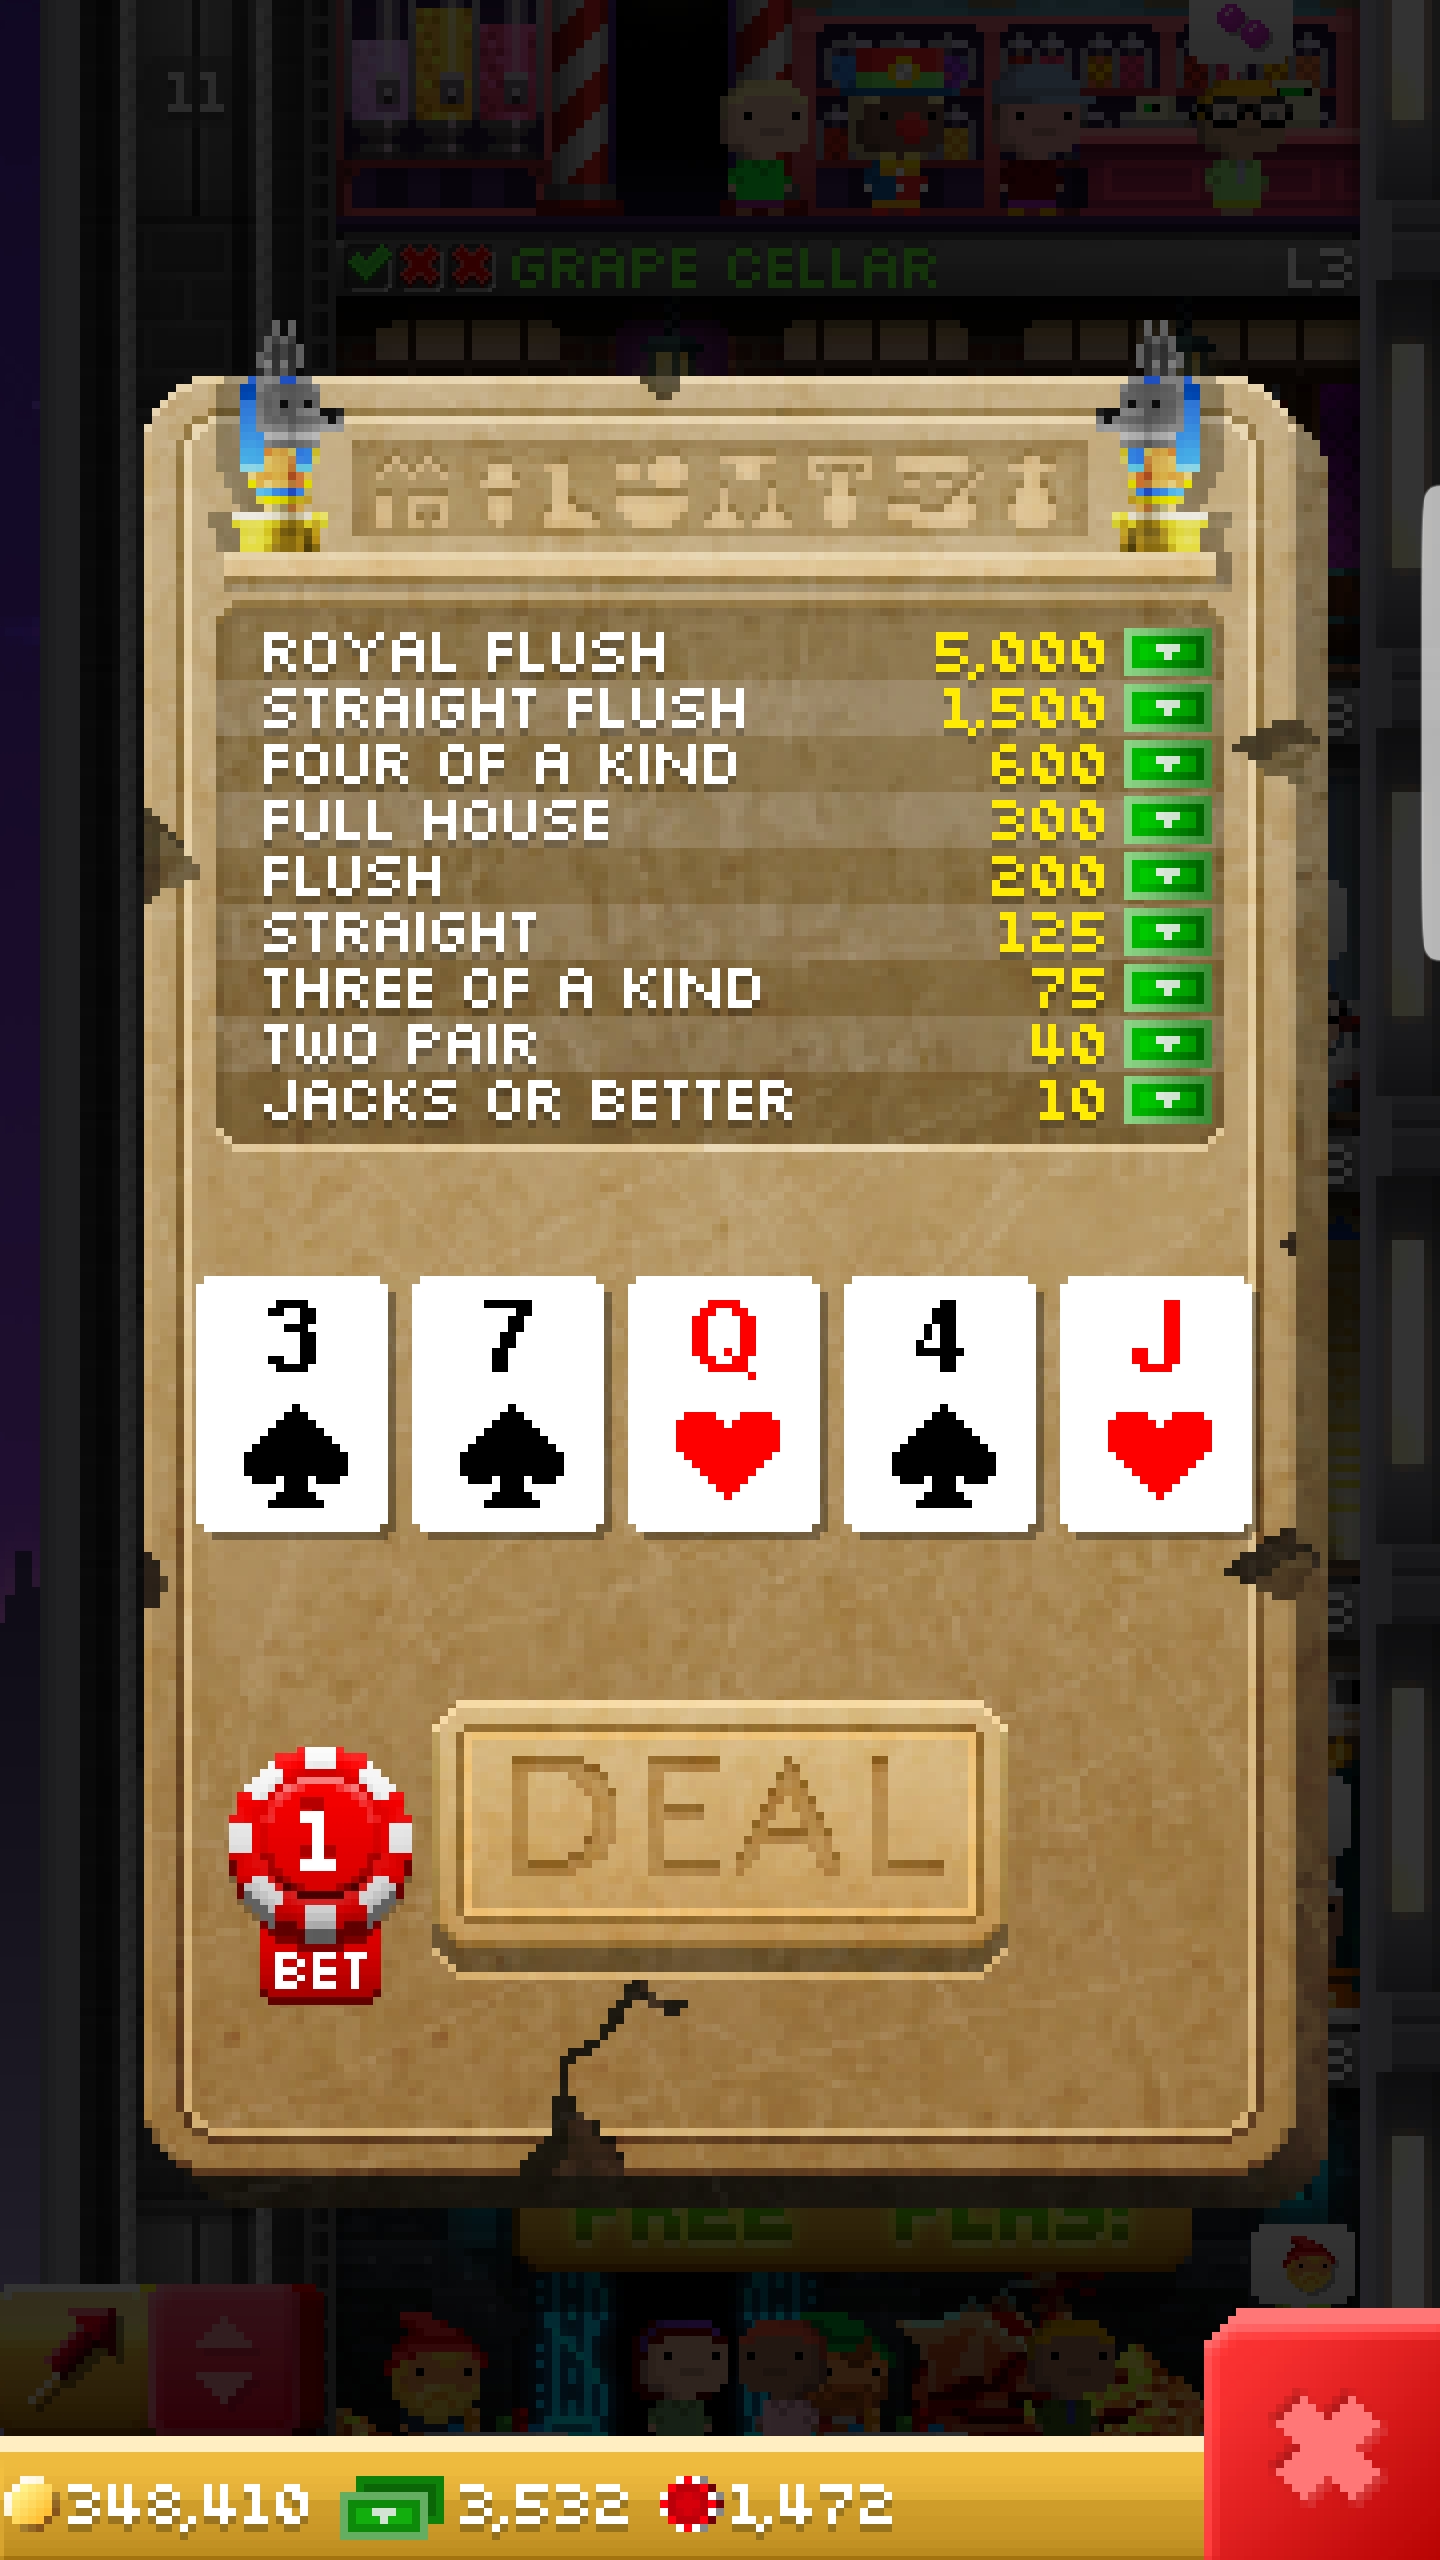 11
GRAPE CELLAR L3
ROYAL FLUSH 5,000
STRAIGHT FLUSH 1,500
FOUR OF A KIND 600
FULL HOUSE 300
FLUSH 200
STRAIGHT 125
THREE OF A KIND 75
TWO PAIR 40
JACKS OR BETTER 10
3 7 Q 4 J
1
BET
DEAL
348,410 3,532 1,472